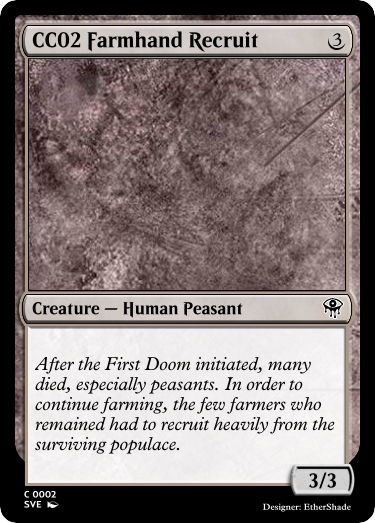 CC02 Farmhand Recruit 3
Creature — Human Peasant
After the First Doom initiated, many
died, especially peasants. In order to
continue farming, the few farmers who
remained had to recruit heavily from the
surviving populace.
3/3
C 0002
SVE
Designer: EtherShade